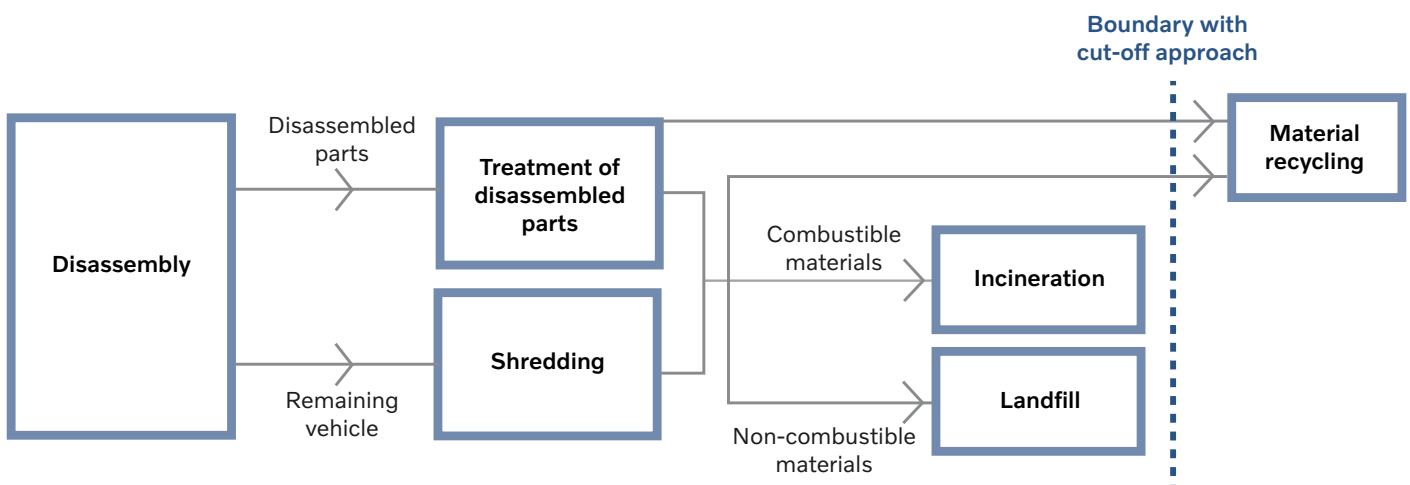 Boundary with
cut-off approach
Disassembled
parts
Material
recycling
Treatment of
disassembled
parts
Combustible
materials
Disassembly
Incineration
Shredding
Remaining
vehicle
Landfill
Non-combustible
materials